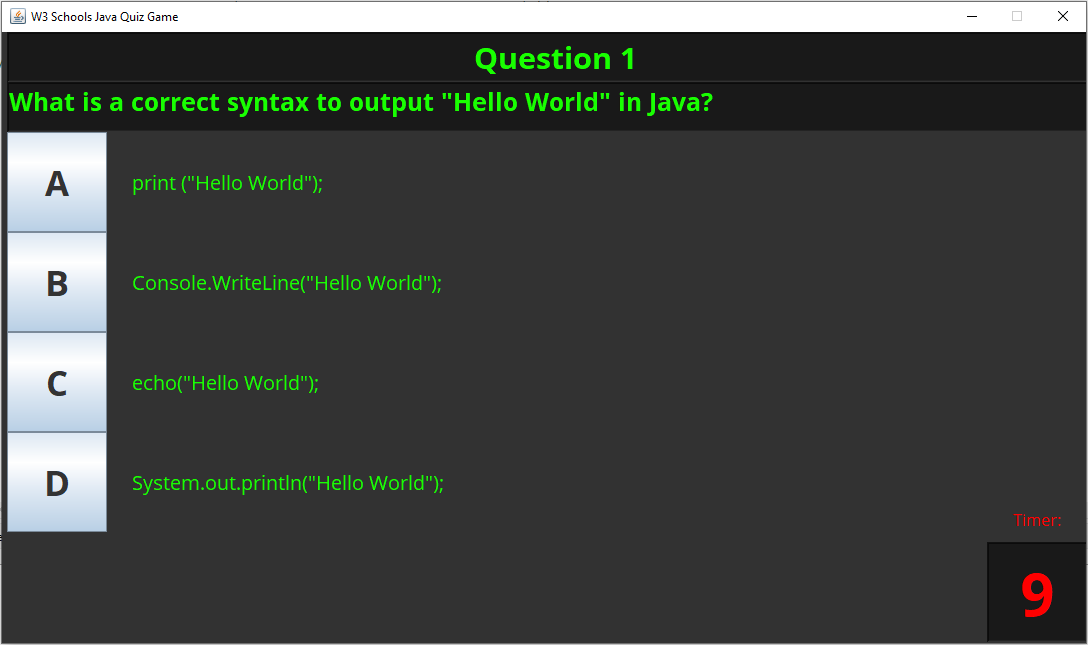 W3 Schools Java Quiz Game
Question 1
What is a correct syntax to output "Hello World" in Java?
A
print ("Hello World");
B
Console.WriteLine("Hello World");
C
echo("Hello World");
D
System.out.println("Hello World");
Timer:
9